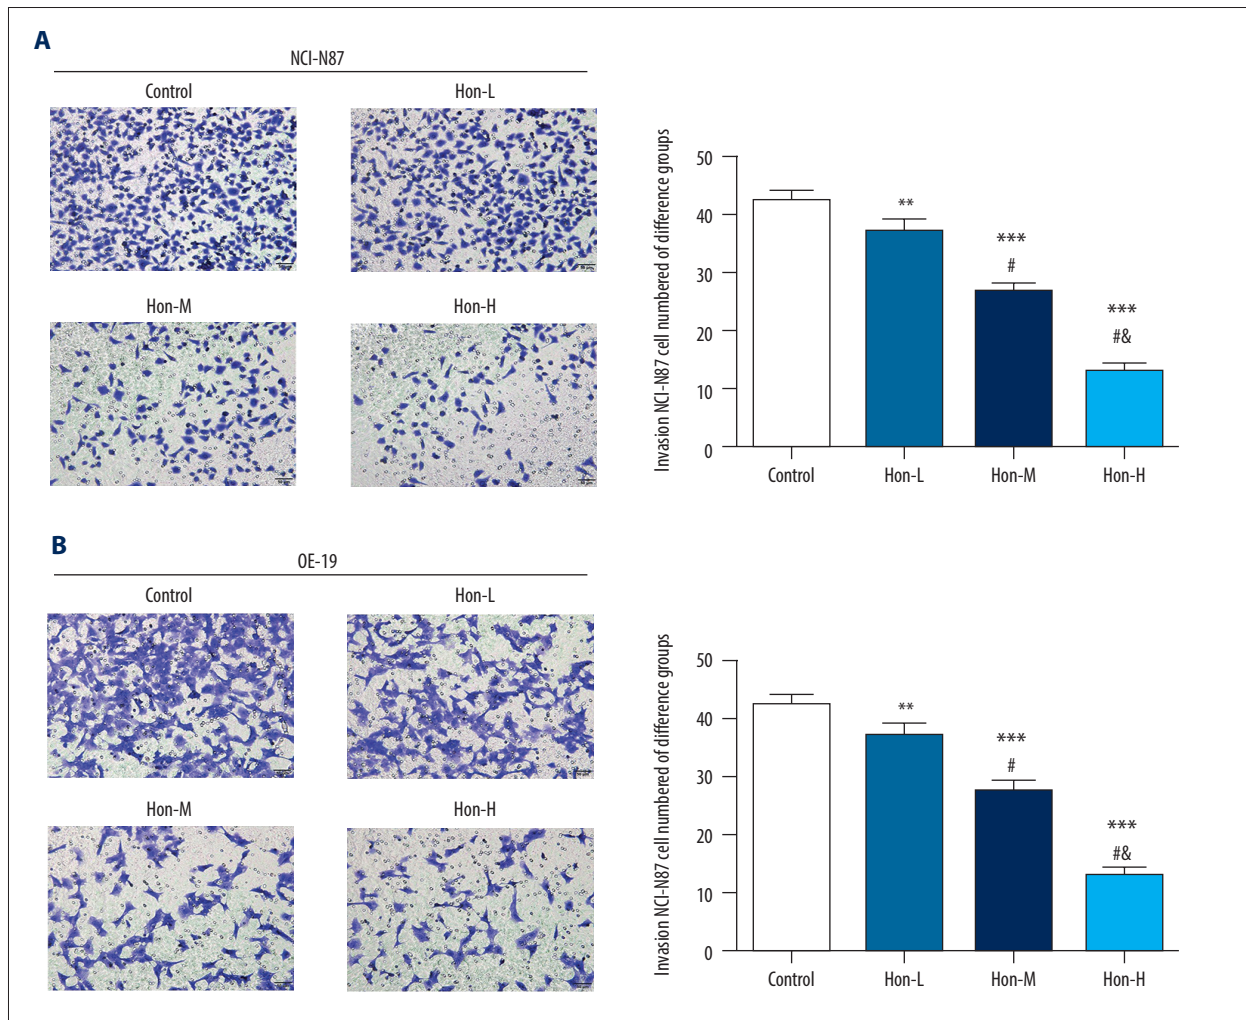 A
NCI-N87
Control
Hon-L
Hon-M
Hon-H
Invasion NCI-N87 cell numbered of difference groups
50
40
30
20
10
0
**
***
#
***
#&
Control
Hon-L
Hon-M
Hon-H
B
OE-19
Control
Hon-L
Hon-M
Hon-H
Invasion NCI-N87 cell numbered of difference groups
50
40
30
20
10
0
**
***
#
***
#&
Control
Hon-L
Hon-M
Hon-H